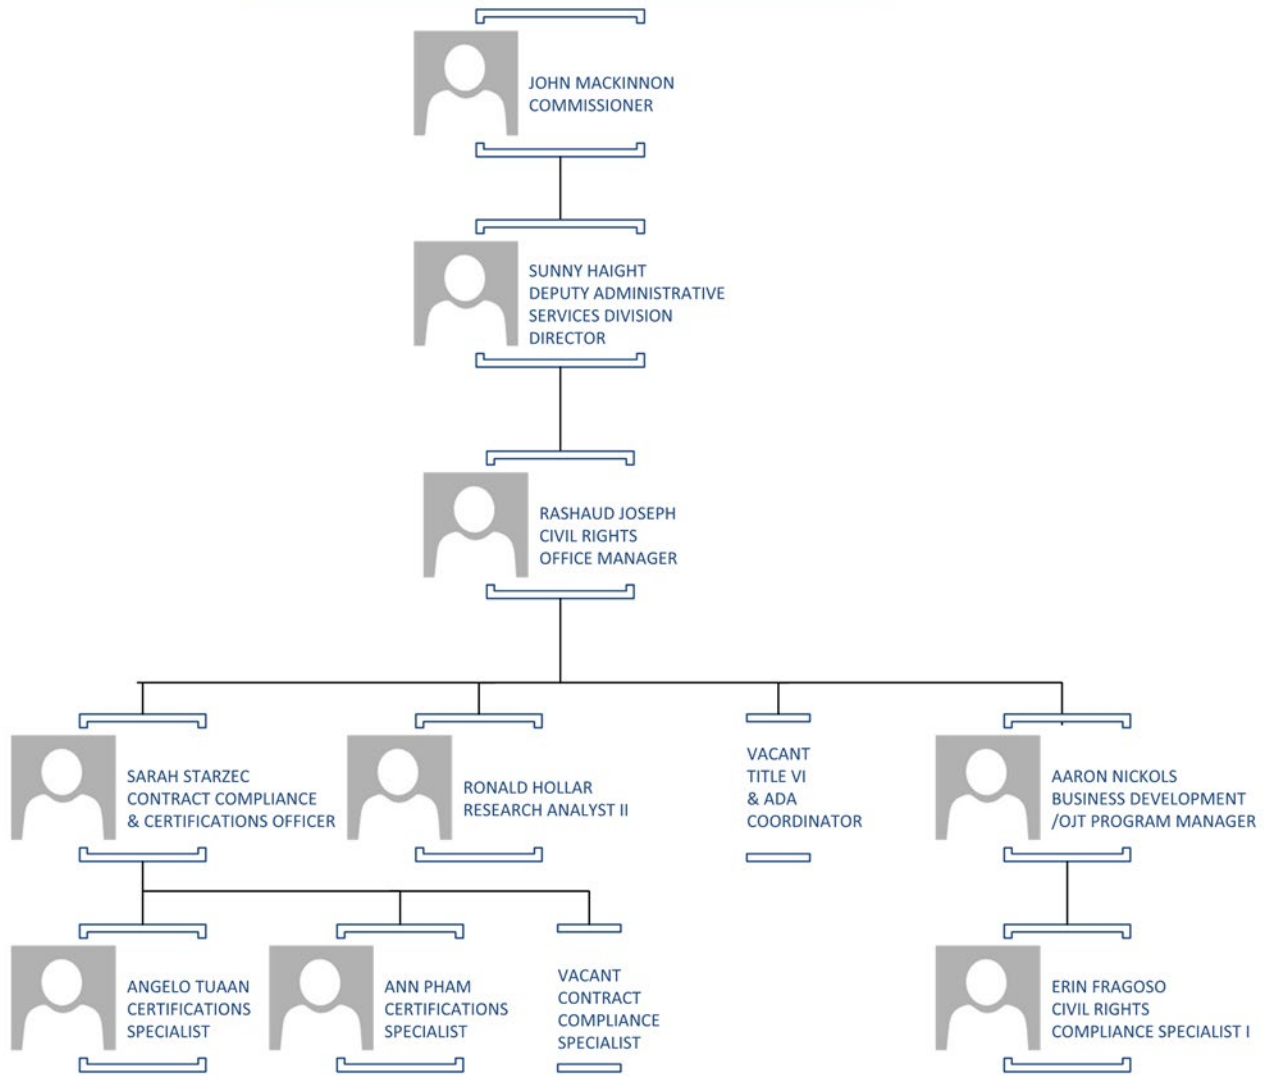 JOHN MACKINNON
COMMISSIONER
SUNNY HAIGHT
DEPUTY ADMINISTRATIVE
SERVICES DIVISION
DIRECTOR
RASHAUD JOSEPH
CIVIL RIGHTS
OFFICE MANAGER
SARAH STARZEC
CONTRACT COMPLIANCE
& CERTIFICATIONS OFFICER
RONALD HOLLAR
RESEARCH ANALYST II
VACANT
TITLE VI
& ADA
COORDINATOR
AARON NICKOLS
BUSINESS DEVELOPMENT
/OJT PROGRAM MANAGER
ANGELO TUAAN
CERTIFICATIONS
SPECIALIST
ANN PHAM
CERTIFICATIONS
SPECIALIST
VACANT
CONTRACT
COMPLIANCE
SPECIALIST
ERIN FRAGOSO
CIVIL RIGHTS
COMPLIANCE SPECIALIST I